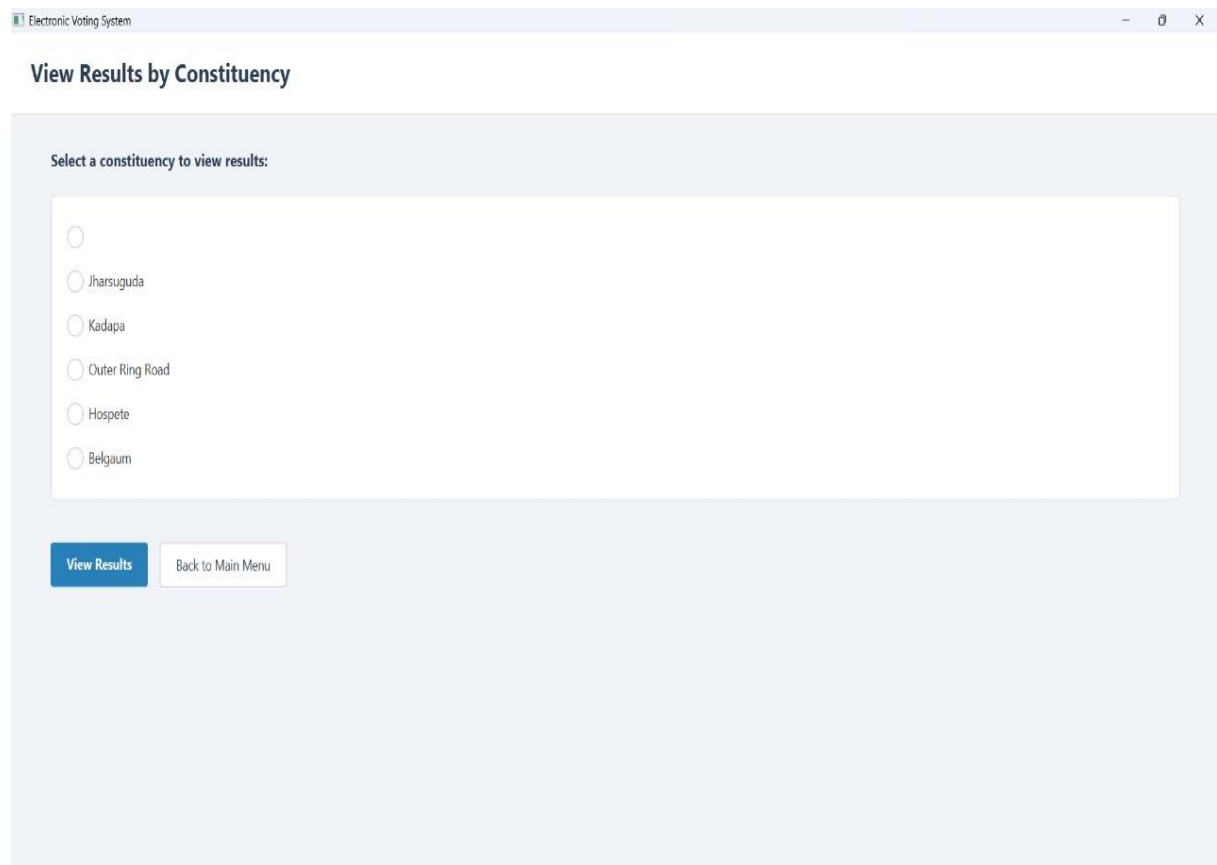 Electronic Voting System
View Results by Constituency
Select a constituency to view results:
Jharsuguda
Kadapa
Outer Ring Road
Hospete
Belgaum
View Results Back to Main Menu